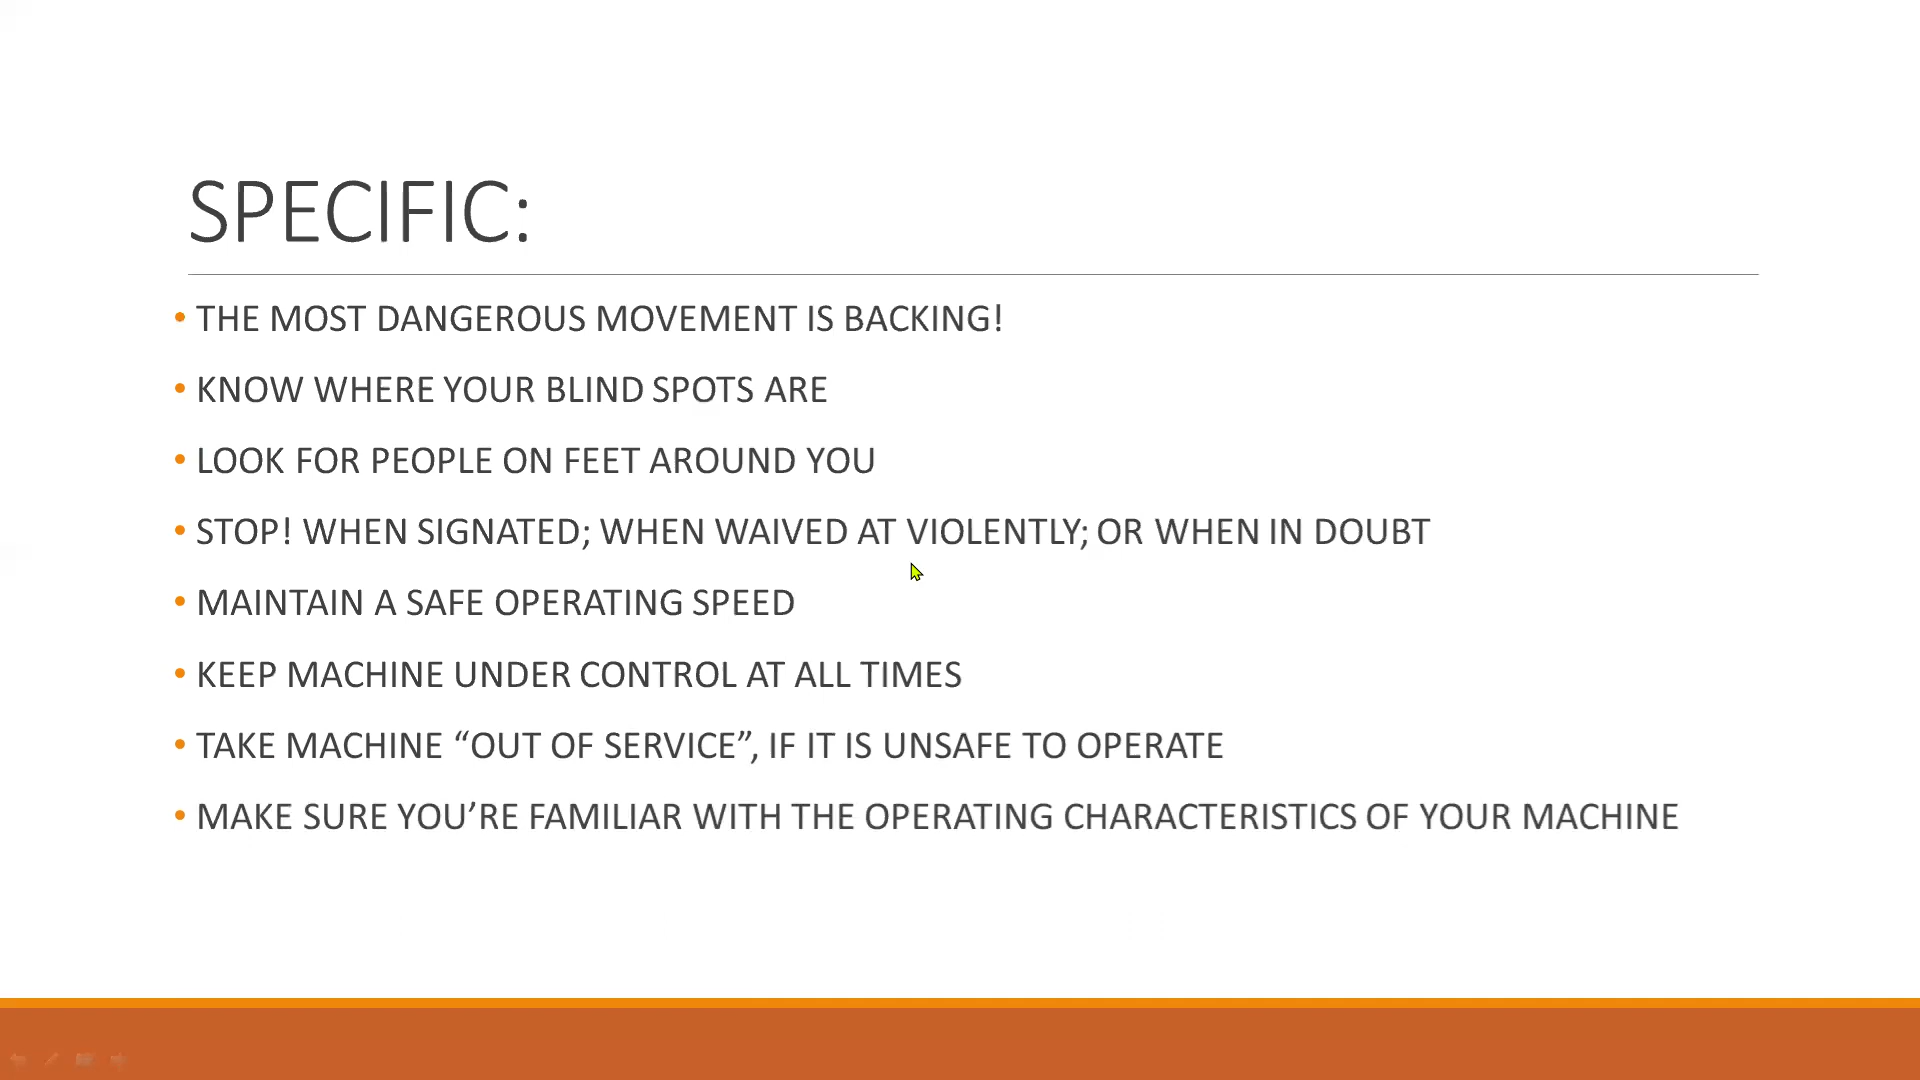 SPECIFIC:
• THE MOST DANGEROUS MOVEMENT IS BACKING!
• KNOW WHERE YOUR BLIND SPOTS ARE
• LOOK FOR PEOPLE ON FEET AROUND YOU
• STOP! WHEN SIGNATED; WHEN WAIVED AT VIOLENTLY; OR WHEN IN DOUBT
• MAINTAIN A SAFE OPERATING SPEED
• KEEP MACHINE UNDER CONTROL AT ALL TIMES
• TAKE MACHINE “OUT OF SERVICE”, IF IT IS UNSAFE TO OPERATE
• MAKE SURE YOU’RE FAMILIAR WITH THE OPERATING CHARACTERISTICS OF YOUR MACHINE